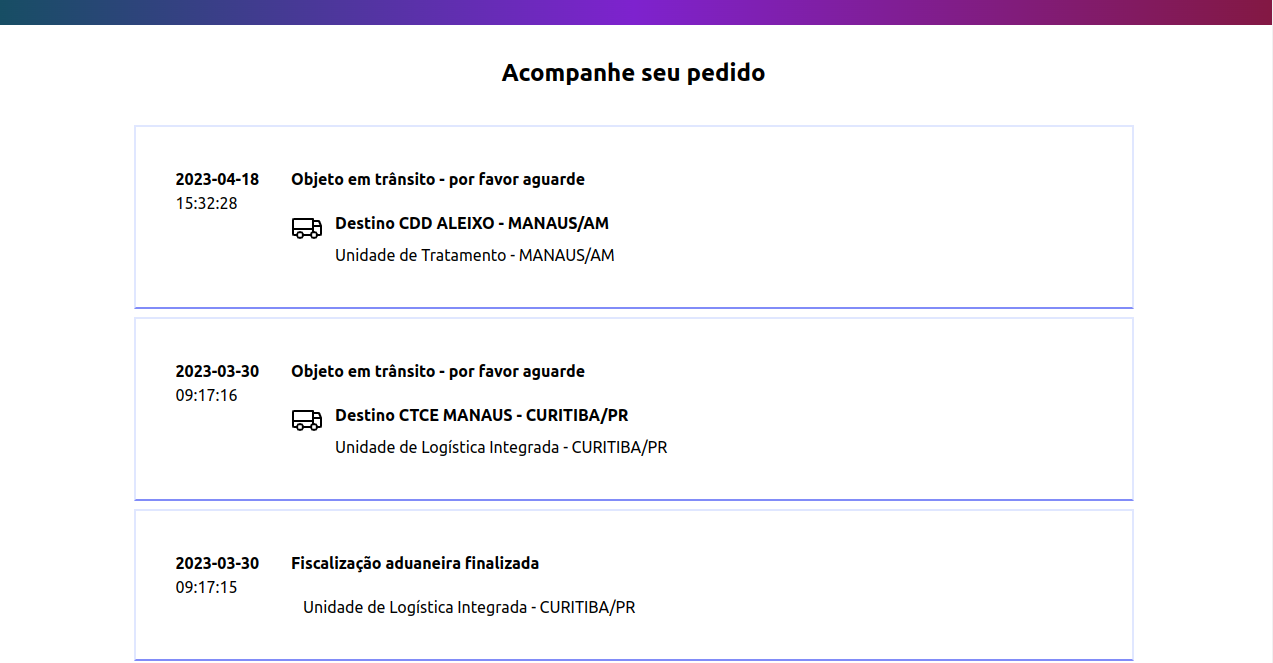 Acompanhe seu pedido
2023-04-18
15:32:28
Objeto em trânsito - por favor aguarde
Destino CDD ALEIXO - MANAUS/AM
Unidade de Tratamento - MANAUS/AM
2023-03-30
09:17:16
Objeto em trânsito - por favor aguarde
Destino CTCE MANAUS - CURITIBA/PR
Unidade de Logística Integrada - CURITIBA/PR
2023-03-30
09:17:15
Fiscalização aduaneira finalizada
Unidade de Logística Integrada - CURITIBA/PR